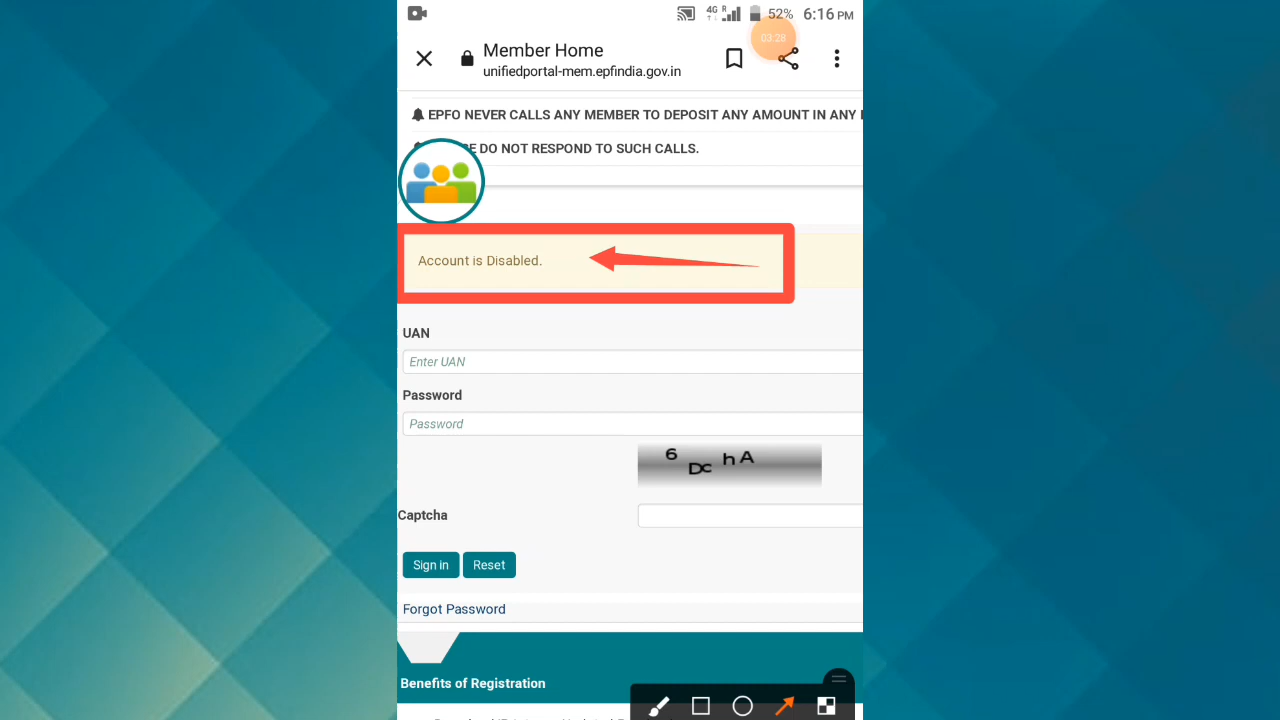 4G R 52% 6:16 PM
03:28
Member Home
unifiedportal-mem.epfindia.gov.in
EPFO NEVER CALLS ANY MEMBER TO DEPOSIT ANY AMOUNT IN ANY
DO NOT RESPOND TO SUCH CALLS.
Account is Disabled.
UAN
Enter UAN
Password
Password
6 Dc h A
Captcha
Sign in Reset
Forgot Password
Benefits of Registration